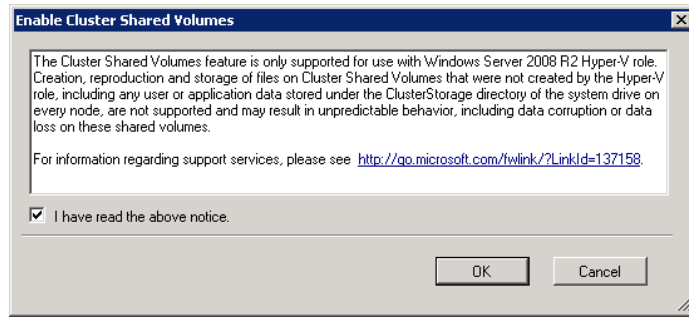 Enable Cluster Shared Volumes
The Cluster Shared Volumes feature is only supported for use with Windows Server 2008 R2 Hyper-V role.
Creation, reproduction and storage of files on Cluster Shared Volumes that were not created by the Hyper-V
role, including any user or application data stored under the ClusterStorage directory of the system drive on
every node, are not supported and may result in unpredictable behavior, including data corruption or data
loss on these shared volumes.
For information regarding support services, please see http://go.microsoft.com/fwlink/?LinkId=137158.
I have read the above notice.
OK Cancel